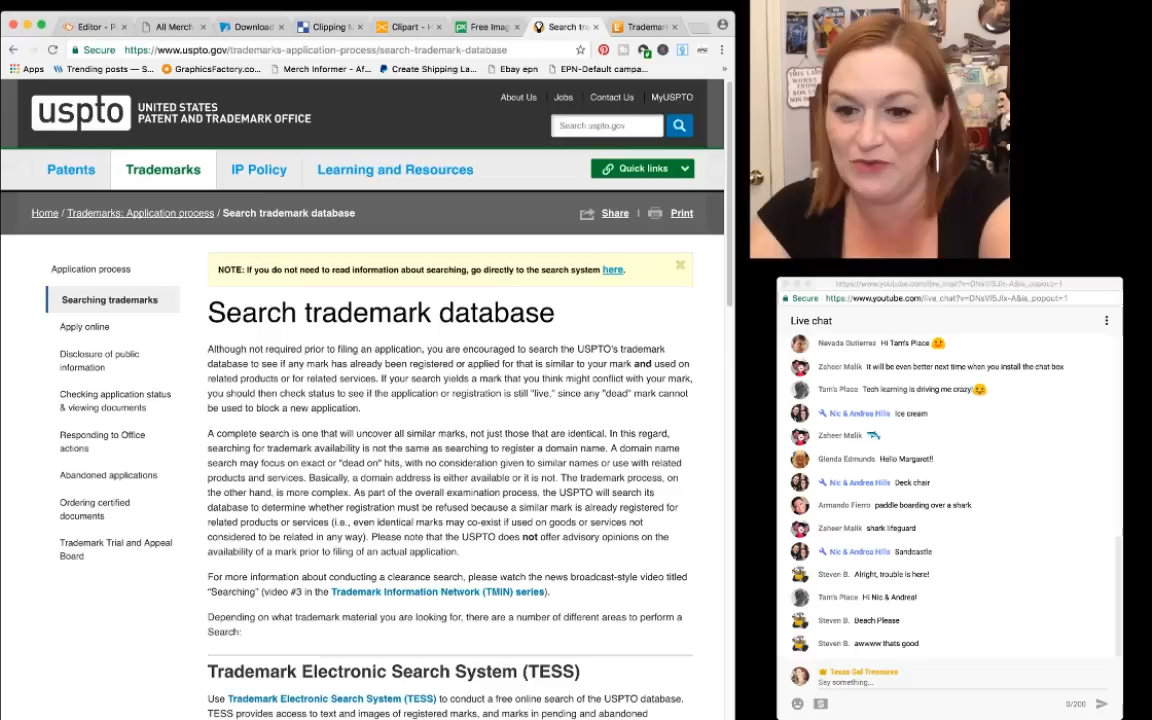 Editor - P
All Merch
Downloa
Clipping M
Clipart - H
Free Imag
Search tra
Trademar
Secure
https://www.uspto.gov/trademarks-application-process/search-trademark-database
Apps
Trending posts — S...
GraphicsFactory.co...
Merch Informer - Af...
Create Shipping La...
Ebay epn
EPN-Default campa...
»
uspto
UNITED STATES
PATENT AND TRADEMARK OFFICE
About Us
Jobs
Contact Us
MyUSPTO
Search uspto.gov
Patents
Trademarks
IP Policy
Learning and Resources
Quick links
Home / Trademarks: Application process / Search trademark database
Share
Print
Application process
Searching trademarks
Apply online
Disclosure of public
information
Checking application status
& viewing documents
Responding to Office
actions
Abandoned applications
Ordering certified
documents
Trademark Trial and Appeal
Board
NOTE: If you do not need to read information about searching, go directly to the search system here.
Search trademark database
Although not required prior to filing an application, you are encouraged to search the USPTO's trademark
database to see if any mark has already been registered or applied for that is similar to your mark and used on
related products or for related services. If your search yields a mark that you think might conflict with your mark,
you should then check status to see if the application or registration is still "live," since any "dead" mark cannot
be used to block a new application.
A complete search is one that will uncover all similar marks, not just those that are identical. In this regard,
searching for trademark availability is not the same as searching to register a domain name. A domain name
search may focus on exact or "dead on" hits, with no consideration given to similar names or use with related
products and services. Basically, a domain address is either available or it is not. The trademark process, on
the other hand, is more complex. As part of the overall examination process, the USPTO will search its
database to determine whether registration must be refused because a similar mark is already registered for
related products or services (i.e., even identical marks may co-exist if used on goods or services not
considered to be related in any way). Please note that the USPTO does not offer advisory opinions on the
availability of a mark prior to filing of an actual application.
For more information about conducting a clearance search, please watch the news broadcast-style video titled
"Searching" (video #3 in the Trademark Information Network (TMIN) series).
Depending on what trademark material you are looking for, there are a number of different areas to perform a
Search:
Trademark Electronic Search System (TESS)
Use Trademark Electronic Search System (TESS) to conduct a free online search of the USPTO database.
TESS provides access to text and images of registered marks, and marks in pending and abandoned
Secure
Live chat
Nevada Gutierrez Hi Tam's Place
Zaheer Malik It will be even better next time when you install the chat box
Tam's Place Tech learning is driving me crazy!
Nic & Andrea Hills Ice cream
Zaheer Malik
Glenda Edmunds Hello Margaret!!
Nic & Andrea Hills Deck chair
Armando Fierro paddle boarding over a shark
Zaheer Malik shark lifeguard
Nic & Andrea Hills Sandcastle
Steven B. Alright, trouble is here!
Tam's Place Hi Nic & Andrea!
Steven B. Beach Please
Steven B. awwww thats good
Texas Gal Treasures
Say something...
0/200